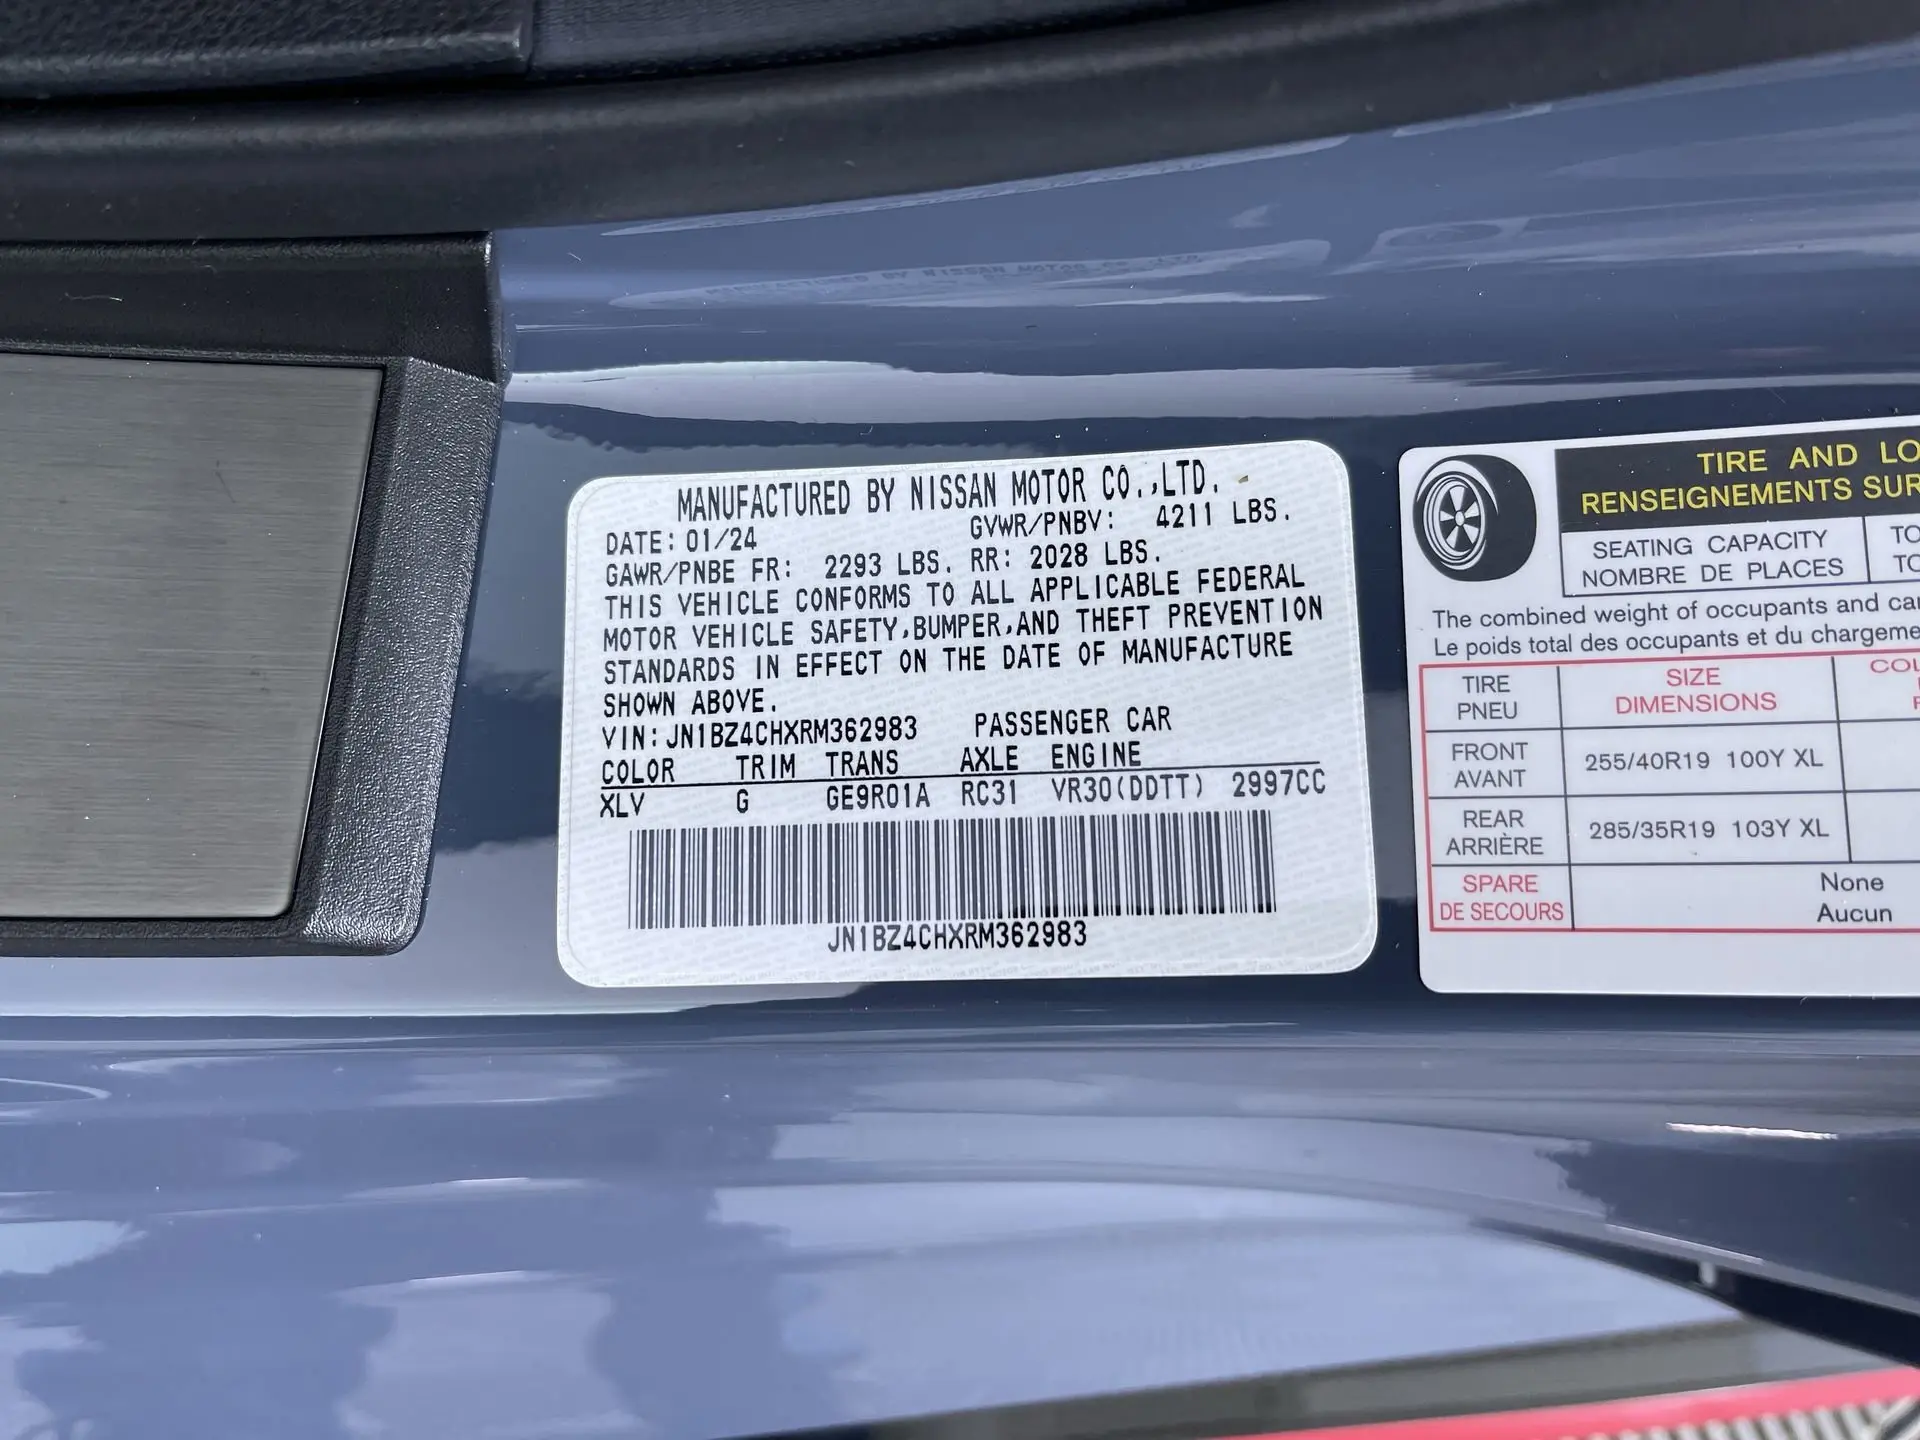 MANUFACTURED BY NISSAN MOTOR CO.,LTD.
DATE: 01/24 GVWR/PNBV: 4211 LBS.
GAWR/PNBE FR: 2293 LBS. RR: 2028 LBS.
THIS VEHICLE CONFORMS TO ALL APPLICABLE FEDERAL
MOTOR VEHICLE SAFETY,BUMPER,AND THEFT PREVENTION
STANDARDS IN EFFECT ON THE DATE OF MANUFACTURE
SHOWN ABOVE.
VIN: JN1BZ4CHXRM362983 PASSENGER CAR
COLOR TRIM TRANS AXLE ENGINE
XLV G GE9R01A RC31 VR30(DDTT) 2997CC
JN1BZ4CHXRM362983
TIRE AND LO
RENSEIGNEMENTS SUR
SEATING CAPACITY TO
NOMBRE DE PLACES TO
The combined weight of occupants and
Le poids total des occupants et du
TIRE
PNEU
SIZE
DIMENSIONS
FRONT
AVANT
255/40R19 100Y XL
REAR
ARRIÈRE
285/35R19 103Y XL
SPARE
DE SECOURS
None
Aucun